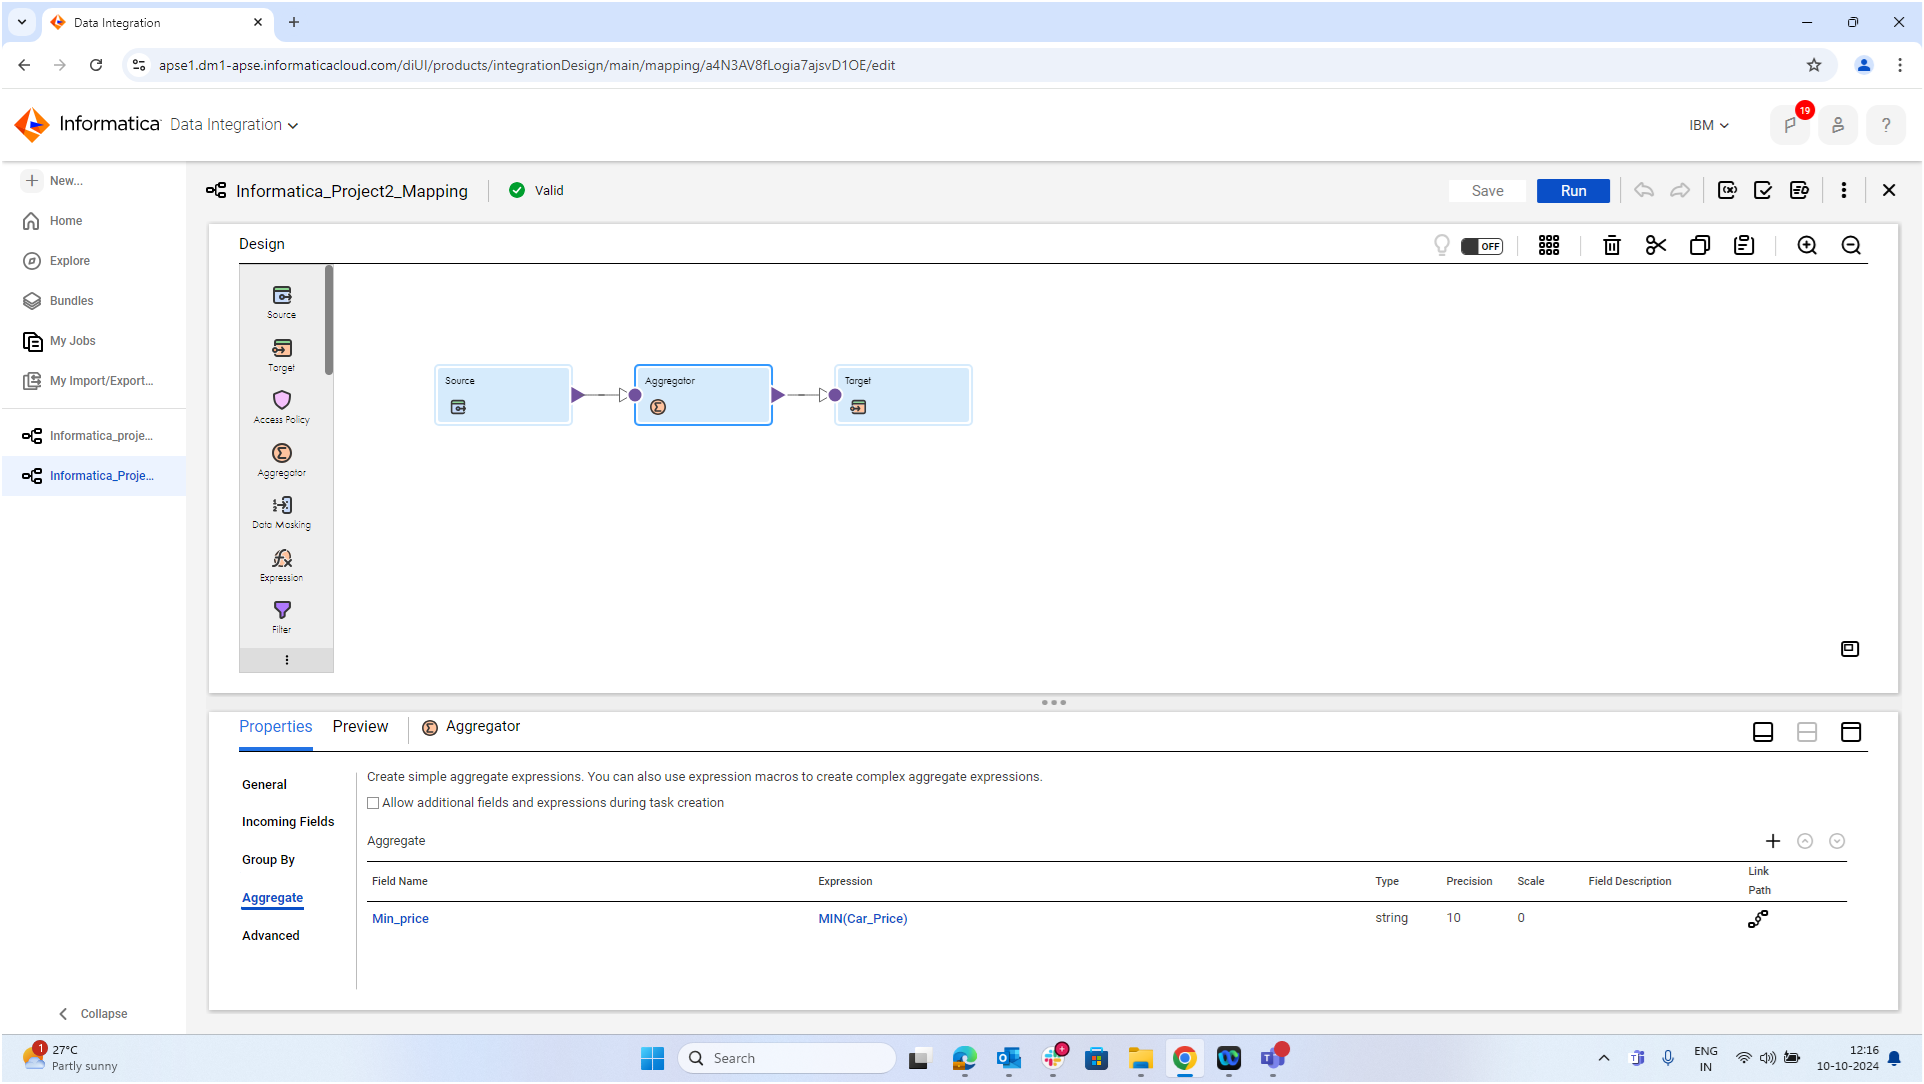 Data Integration
apse1.dm1-apse.informaticacloud.com/diUI/products/integrationDesign/main/mapping/a4N3AV8fLogia7ajsvD1OE/edit
Informatica Data Integration
IBM
19
?
New...
Home
Explore
Bundles
My Jobs
My Import/Export...
Informatica_proje...
Informatica_Proje...
Collapse
Informatica_Project2_Mapping
Valid
Save
Run
Design
OFF
Source
Target
Access Policy
Aggregator
Data Masking
Expression
Filter
Source
Aggregator
Target
Properties
Preview
Aggregator
General
Incoming Fields
Group By
Aggregate
Advanced
Create simple aggregate expressions. You can also use expression macros to create complex aggregate expressions.
Allow additional fields and expressions during task creation
Aggregate
Field Name Expression Type Precision Scale Field Description Link Path
Min_price MIN(Car_Price) string 10 0
1
27°C
Partly sunny
Search
ENG
IN
12:16
10-10-2024